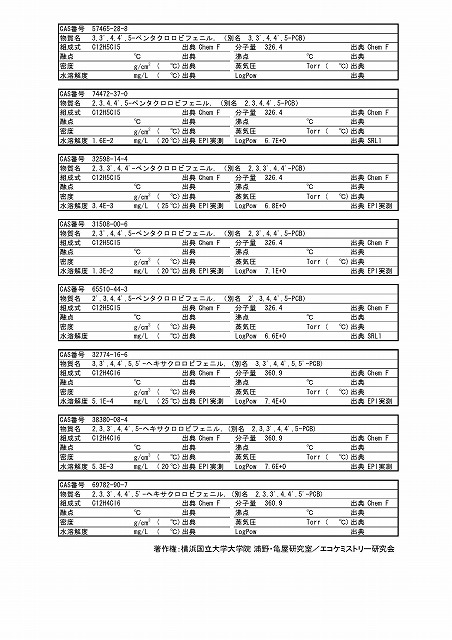 CAS番号 57465-28-8
物質名 3,3',4,4',5-ペンタクロロビフェニル, (別名 3,3',4,4',5-PCB)
組成式 C12H5Cl5 出典 Chem F 分子量 326.4 出典 Chem F
融点 ℃ 出典 沸点 ℃ 出典
密度 g/cm³ ( ℃) 出典 蒸気圧 Torr ( ℃) 出典
水溶解度 mg/L ( ℃) 出典 LogPow 出典
CAS番号 74472-37-0
物質名 2,3,4,4',5-ペンタクロロビフェニル, (別名 2,3,4,4',5-PCB)
組成式 C12H5Cl5 出典 Chem F 分子量 326.4 出典 Chem F
融点 ℃ 出典 沸点 ℃ 出典
密度 g/cm³ ( ℃) 出典 蒸気圧 Torr ( ℃) 出典
水溶解度 1.6E-2 mg/L (20℃) 出典 EPI実測 LogPow 6.7E+0 出典 SRL1
CAS番号 32598-14-4
物質名 2,3,3',4,4'-ペンタクロロビフェニル, (別名 2,3,3',4,4'-PCB)
組成式 C12H5Cl5 出典 Chem F 分子量 326.4 出典 Chem F
融点 ℃ 出典 沸点 ℃ 出典
密度 g/cm³ ( ℃) 出典 蒸気圧 Torr ( ℃) 出典
水溶解度 3.4E-3 mg/L (25℃) 出典 EPI実測 LogPow 6.8E+0 出典 EPI実測
CAS番号 31508-00-6
物質名 2,3',4,4',5-ペンタクロロビフェニル, (別名 2,3',4,4',5-PCB)
組成式 C12H5Cl5 出典 Chem F 分子量 326.4 出典 Chem F
融点 ℃ 出典 沸点 ℃ 出典
密度 g/cm³ ( ℃) 出典 蒸気圧 Torr ( ℃) 出典
水溶解度 1.3E-2 mg/L (20℃) 出典 EPI実測 LogPow 7.1E+0 出典 EPI実測
CAS番号 65510-44-3
物質名 2',3,4,4',5-ペンタクロロビフェニル, (別名 2',3,4,4',5-PCB)
組成式 C12H5Cl5 出典 Chem F 分子量 326.4 出典 Chem F
融点 ℃ 出典 沸点 ℃ 出典
密度 g/cm³ ( ℃) 出典 蒸気圧 Torr ( ℃) 出典
水溶解度 mg/L ( ℃) 出典 LogPow 6.6E+0 出典 SRL1
CAS番号 32774-16-6
物質名 3,3',4,4',5,5'-ヘキサクロロビフェニル, (別名 3,3',4,4',5,5'-PCB)
組成式 C12H4Cl6 出典 Chem F 分子量 360.9 出典 Chem F
融点 ℃ 出典 沸点 ℃ 出典
密度 g/cm³ ( ℃) 出典 蒸気圧 Torr ( ℃) 出典
水溶解度 5.1E-4 mg/L (25℃) 出典 EPI実測 LogPow 7.4E+0 出典 EPI実測
CAS番号 38380-08-4
物質名 2,3,3',4,4',5-ヘキサクロロビフェニル, (別名 2,3,3',4,4',5-PCB)
組成式 C12H4Cl6 出典 Chem F 分子量 360.9 出典 Chem F
融点 ℃ 出典 沸点 ℃ 出典
密度 g/cm³ ( ℃) 出典 蒸気圧 Torr ( ℃) 出典
水溶解度 5.3E-3 mg/L (20℃) 出典 EPI実測 LogPow 7.6E+0 出典 EPI実測
CAS番号 69782-90-7
物質名 2,3,3',4,4',5'-ヘキサクロロビフェニル, (別名 2,3,3',4,4',5'-PCB)
組成式 C12H4Cl6 出典 Chem F 分子量 360.9 出典 Chem F
融点 ℃ 出典 沸点 ℃ 出典
密度 g/cm³ ( ℃) 出典 蒸気圧 Torr ( ℃) 出典
水溶解度 mg/L ( ℃) 出典 LogPow 出典
著作権:横浜国立大学大学院 浦野・亀屋研究室/エコケミストリー研究会